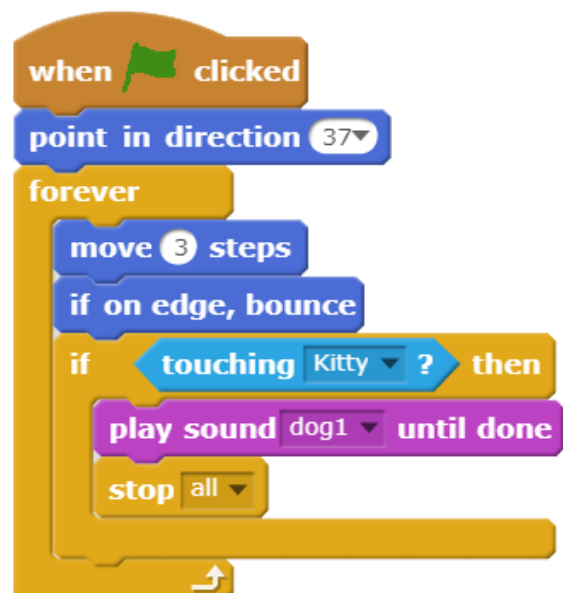 when clicked
point in direction 37
forever
move 3 steps
if on edge, bounce
if touching Kitty ? then
play sound dog1 until done
stop all